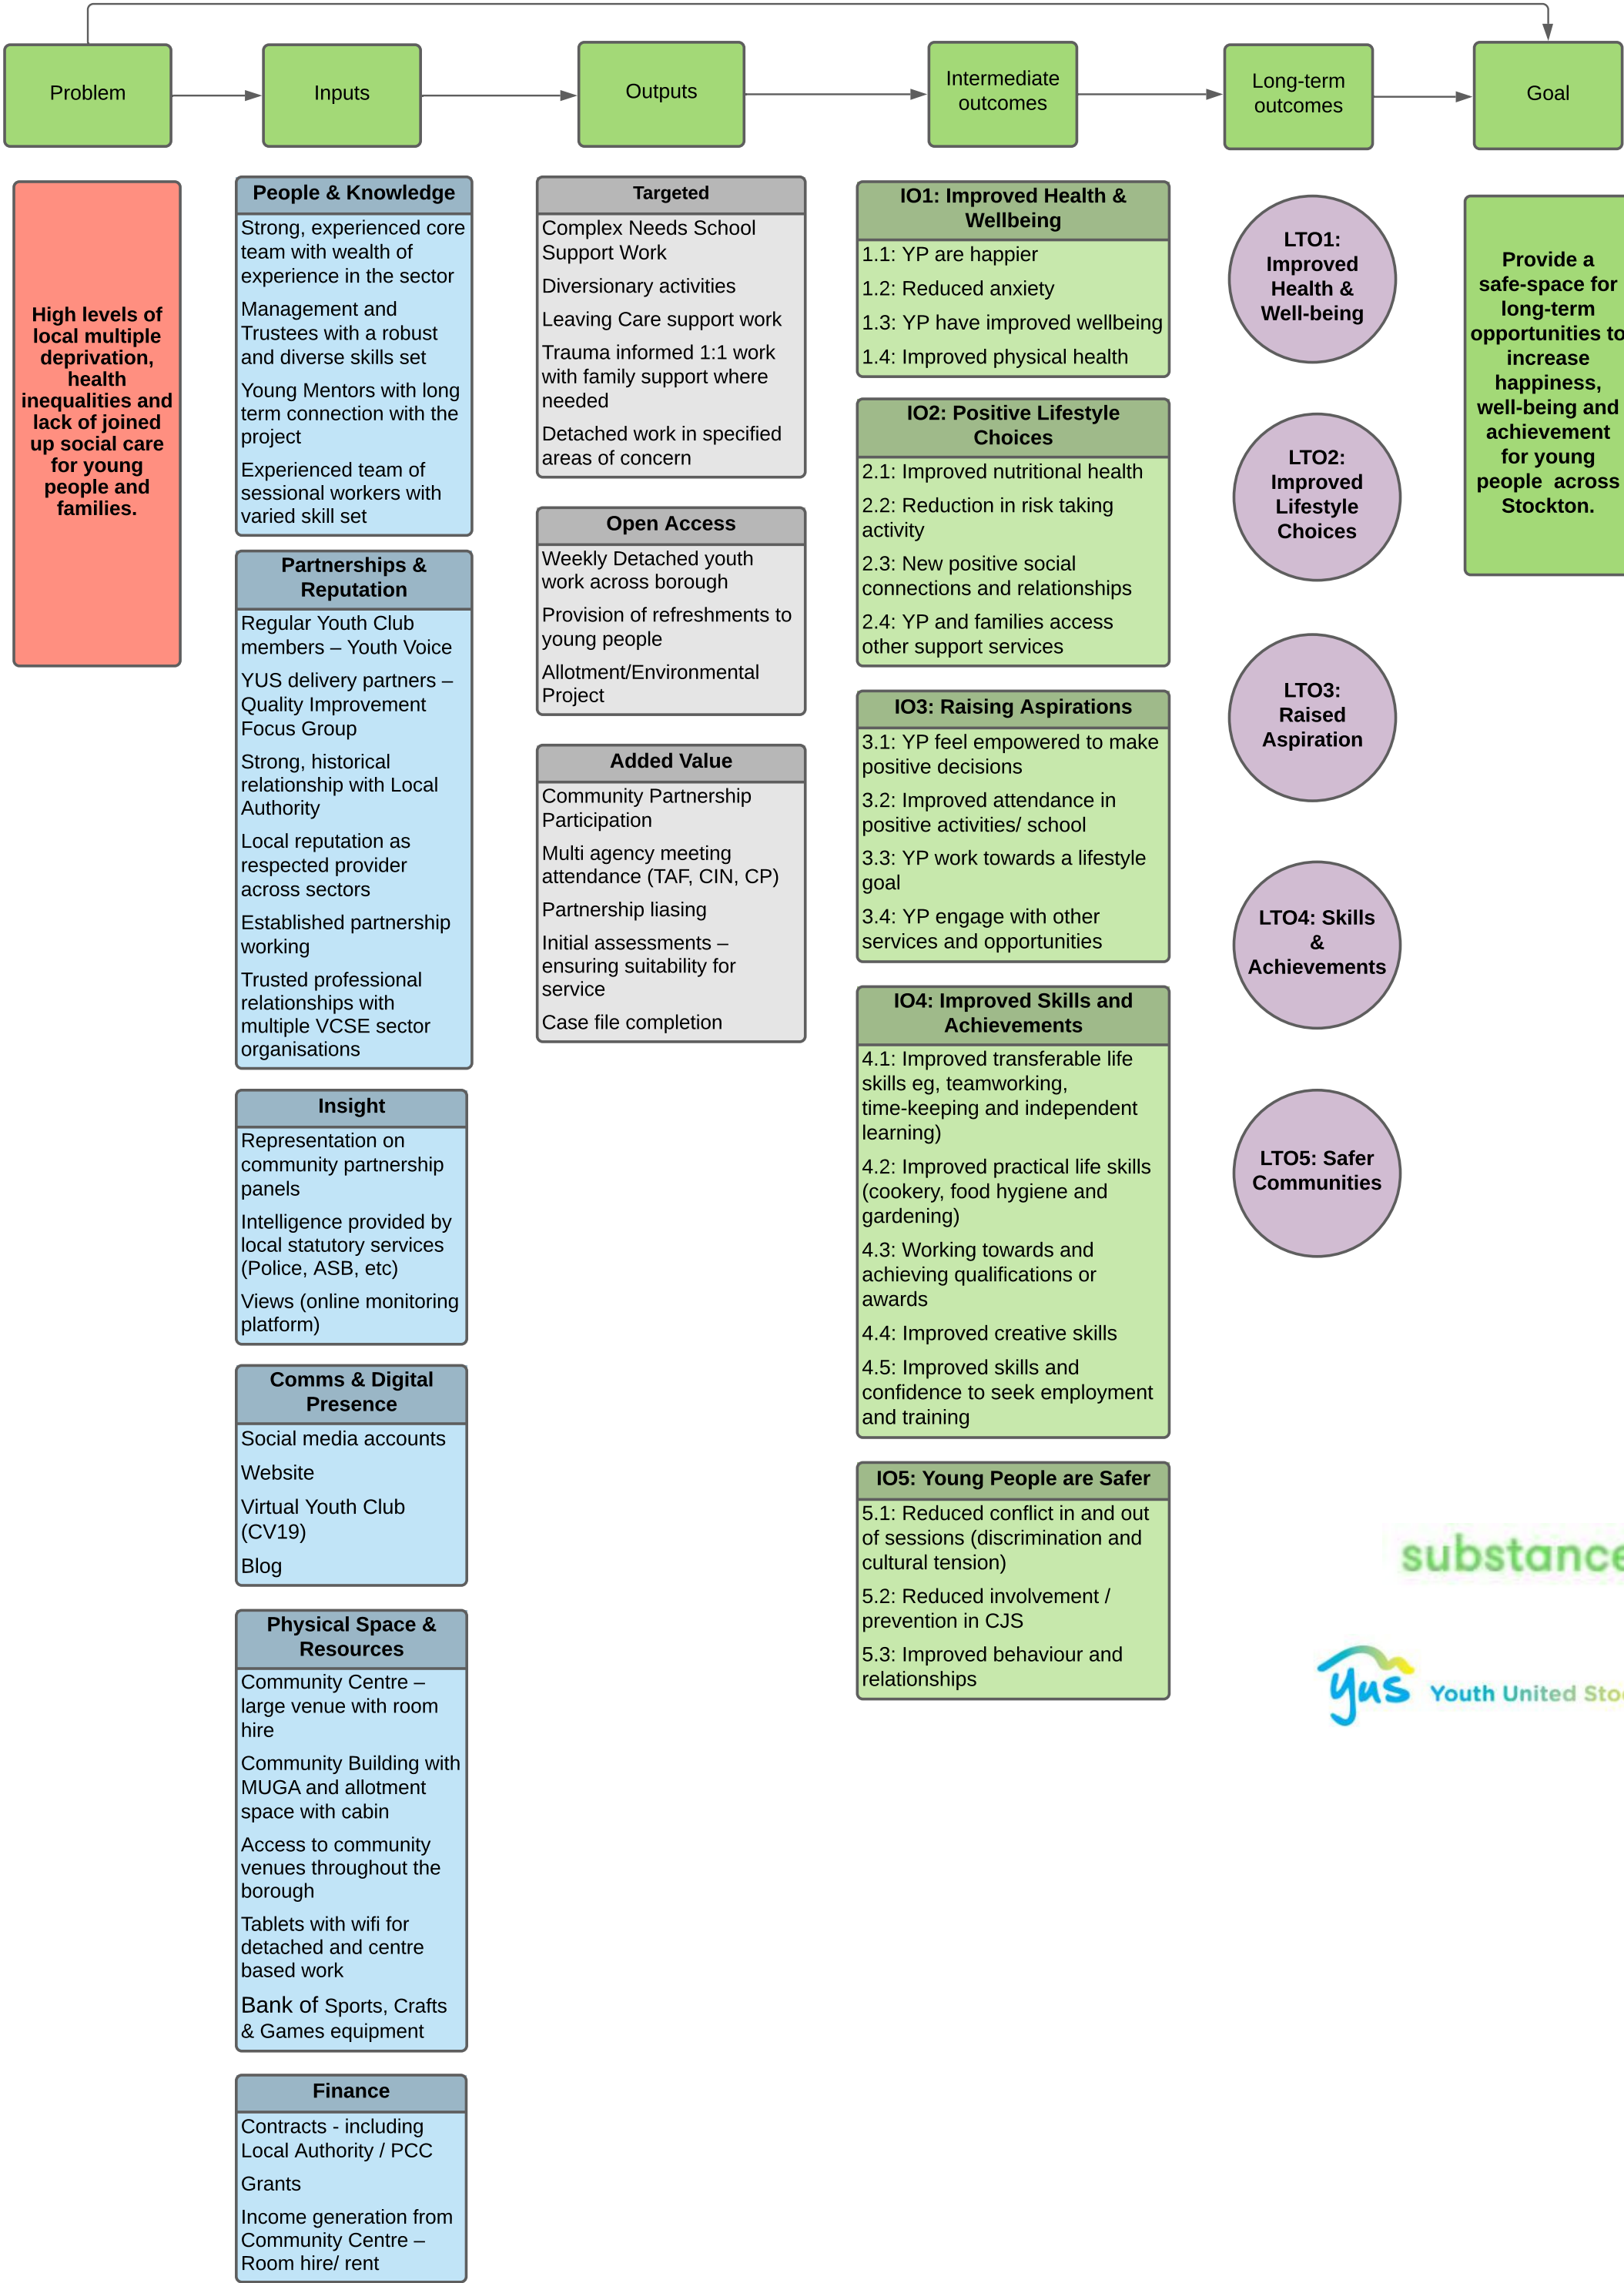 Problem
Inputs
Outputs
Intermediate
outcomes
Long-term
outcomes
Goal
High levels of
local multiple
deprivation,
health
inequalities and
lack of joined
up social care
for young
people and
families.
People & Knowledge
Strong, experienced core
team with wealth of
experience in the sector
Management and
Trustees with a robust
and diverse skills set
Young Mentors with long
term connection with the
project
Experienced team of
sessional workers with
varied skill set
Partnerships &
Reputation
Regular Youth Club
members – Youth Voice
YUS delivery partners –
Quality Improvement
Focus Group
Strong, historical
relationship with Local
Authority
Local reputation as
respected provider
across sectors
Established partnership
working
Trusted professional
relationships with
multiple VCSE sector
organisations
Insight
Representation on
community partnership
panels
Intelligence provided by
local statutory services
(Police, ASB, etc)
Views (online monitoring
platform)
Comms & Digital
Presence
Social media accounts
Website
Virtual Youth Club
(CV19)
Blog
Physical Space &
Resources
Community Centre –
large venue with room
hire
Community Building with
MUGA and allotment
space with cabin
Access to community
venues throughout the
borough
Tablets with wifi for
detached and centre
based work
Bank of Sports, Crafts
& Games equipment
Finance
Contracts - including
Local Authority / PCC
Grants
Income generation from
Community Centre –
Room hire/ rent
Targeted
Complex Needs School
Support Work
Diversionary activities
Leaving Care support work
Trauma informed 1:1 work
with family support where
needed
Detached work in specified
areas of concern
Open Access
Weekly Detached youth
work across borough
Provision of refreshments to
young people
Allotment/Environmental
Project
Added Value
Community Partnership
Participation
Multi agency meeting
attendance (TAF, CIN, CP)
Partnership liasing
Initial assessments –
ensuring suitability for
service
Case file completion
IO1: Improved Health &
Wellbeing
1.1: YP are happier
1.2: Reduced anxiety
1.3: YP have improved wellbeing
1.4: Improved physical health
IO2: Positive Lifestyle
Choices
2.1: Improved nutritional health
2.2: Reduction in risk taking
activity
2.3: New positive social
connections and relationships
2.4: YP and families access
other support services
IO3: Raising Aspirations
3.1: YP feel empowered to make
positive decisions
3.2: Improved attendance in
positive activities/ school
3.3: YP work towards a lifestyle
goal
3.4: YP engage with other
services and opportunities
IO4: Improved Skills and
Achievements
4.1: Improved transferable life
skills eg, teamworking,
time-keeping and independent
learning)
4.2: Improved practical life skills
(cookery, food hygiene and
gardening)
4.3: Working towards and
achieving qualifications or
awards
4.4: Improved creative skills
4.5: Improved skills and
confidence to seek employment
and training
IO5: Young People are Safer
5.1: Reduced conflict in and out
of sessions (discrimination and
cultural tension)
5.2: Reduced involvement /
prevention in CJS
5.3: Improved behaviour and
relationships
LTO1:
Improved
Health &
Well-being
LTO2:
Improved
Lifestyle
Choices
LTO3:
Raised
Aspiration
LTO4: Skills
&
Achievements
LTO5: Safer
Communities
Provide a
safe-space for
long-term
opportunities to
increase
happiness,
well-being and
achievement
for young
people across
Stockton.
substance
yus Youth United